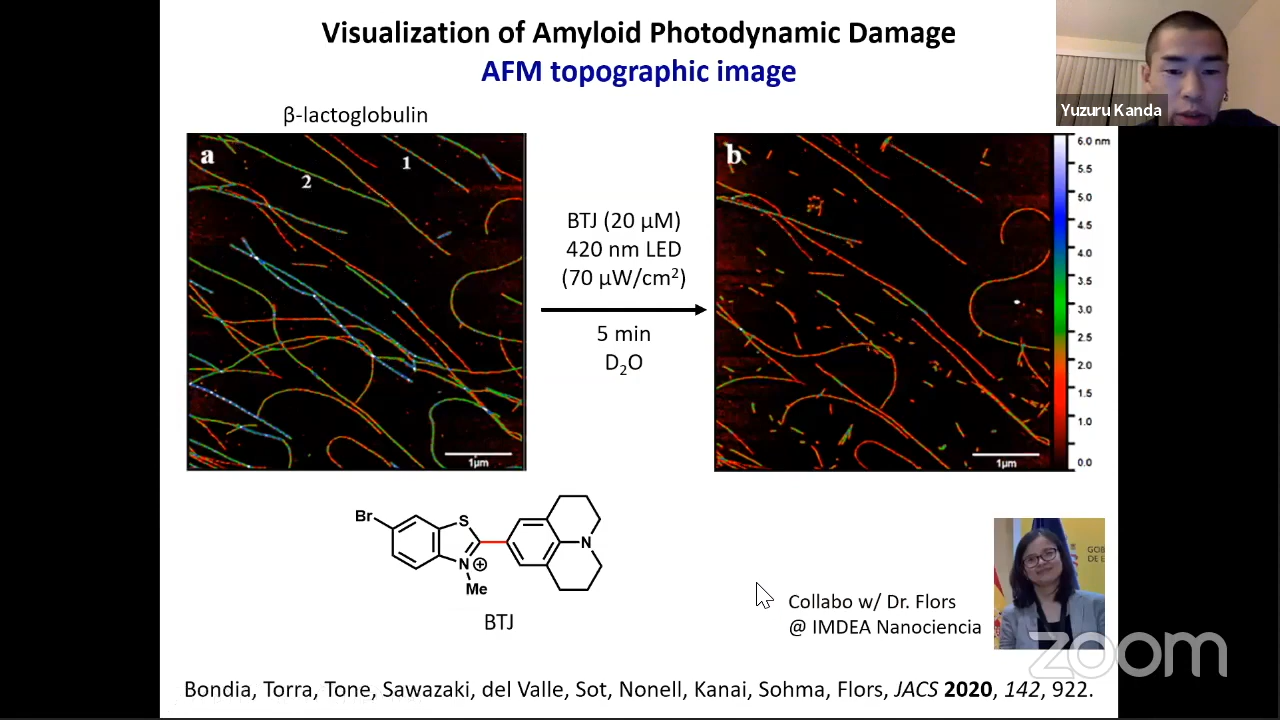 Visualization of Amyloid Photodynamic Damage
AFM topographic image
Yuzuru Kanda
β-lactoglobulin
a
1
2
BTJ (20 μM)
420 nm LED
(70 μW/cm²)
5 min
D₂O
1μm
b
1μm
6.0 nm
5.5
5.0
4.5
4.0
3.5
3.0
2.5
2.0
1.5
1.0
0.0
Br
S
N
⊕
Me
N
BTJ
GOB
DE E
Collabo w/ Dr. Flors
@ IMDEA Nanociencia
zoom
Bondia, Torra, Tone, Sawazaki, del Valle, Sot, Nonell, Kanai, Sohma, Flors, JACS 2020, 142, 922.